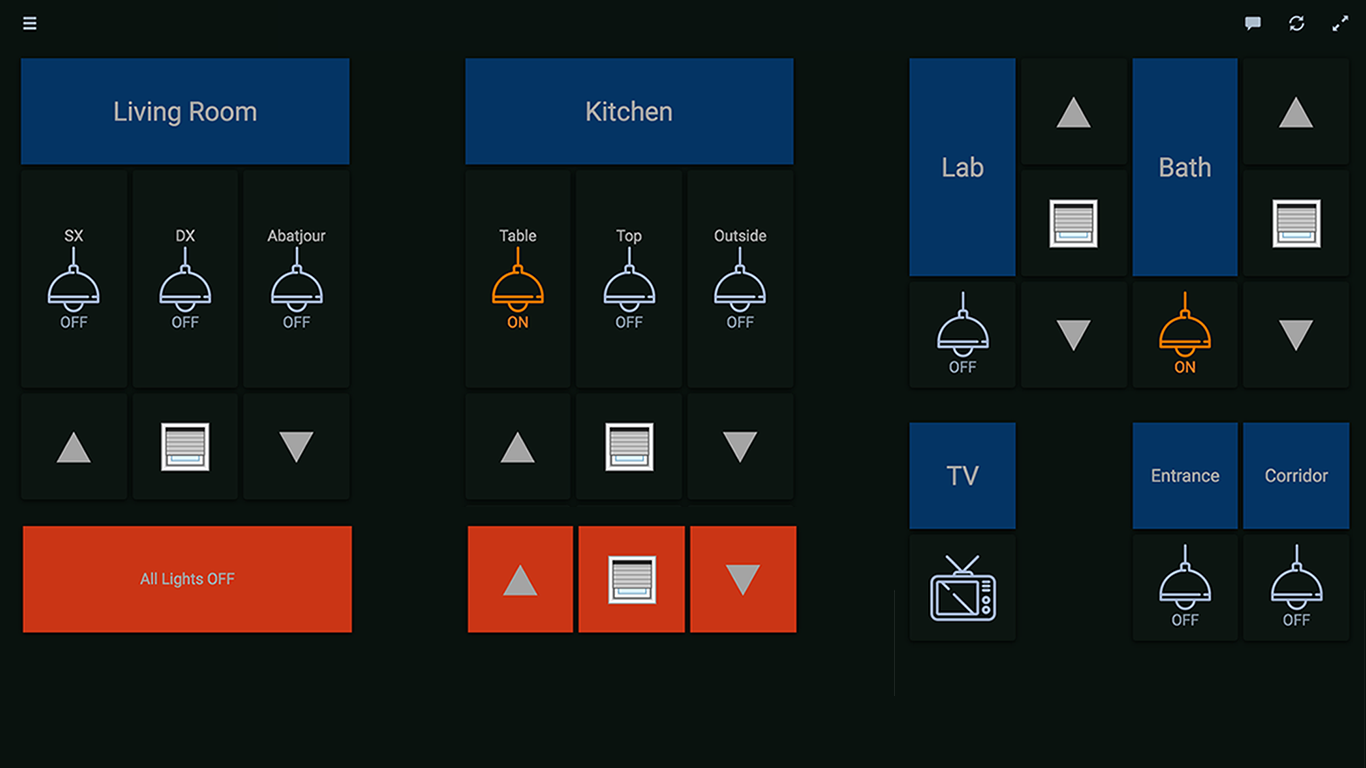 Living Room
SX
OFF
DX
OFF
Abatjour
OFF
All Lights OFF
Kitchen
Table
ON
Top
OFF
Outside
OFF
Lab
OFF
Bath
ON
TV
Entrance
OFF
Corridor
OFF